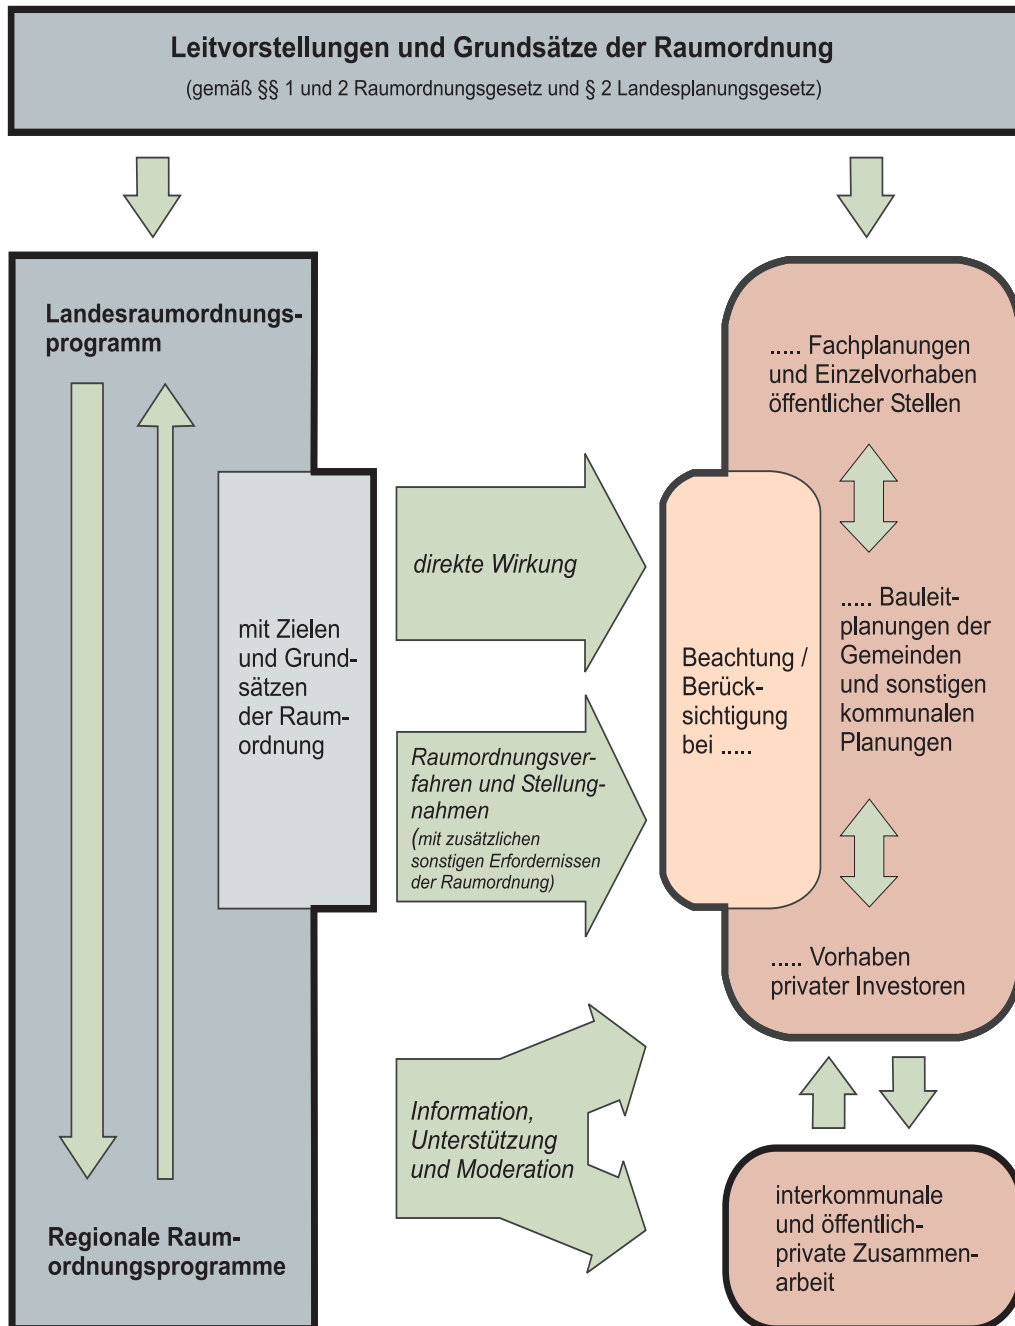 Leitvorstellungen und Grundsätze der Raumordnung
(gemäß §§ 1 und 2 Raumordnungsgesetz und § 2 Landesplanungsgesetz)
Landesraumordnungs-
programm
mit Zielen
und Grund-
sätzen
der Raum-
ordnung
Regionale Raum-
ordnungsprogramme
direkte Wirkung
Raumordnungsver-
fahren und Stellung-
nahmen
(mit zusätzlichen
sonstigen Erfordernissen
der Raumordnung)
Information,
Unterstützung
und Moderation
Beachtung /
Berück-
sichtigung
bei .....
..... Fachplanungen
und Einzelvorhaben
öffentlicher Stellen
..... Bauleit-
planungen der
Gemeinden
und sonstigen
kommunalen
Planungen
..... Vorhaben
privater Investoren
interkommunale
und öffentlich-
private Zusammen-
arbeit